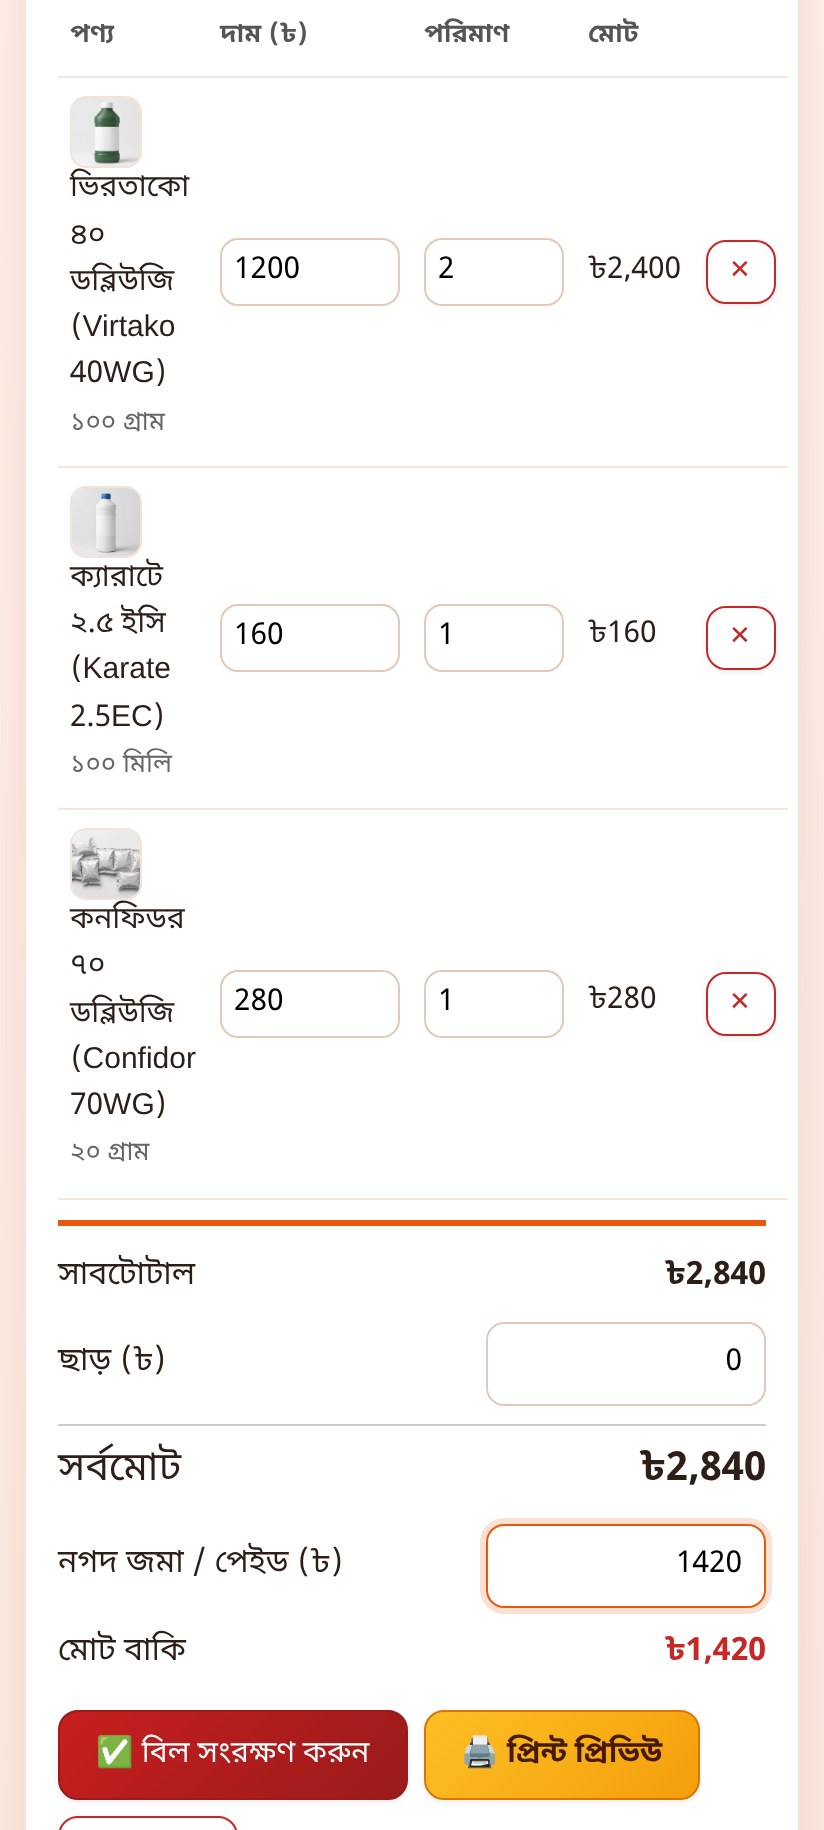 পণ্য দাম (৳) পরিমাণ মোট
ভিরতাকো
৪০
ডব্লিউজি
(Virtako
40WG)
১০০ গ্রাম
1200 2 ৳2,400 ×
ক্যারাটে
২.৫ ইসি
(Karate
2.5EC)
১০০ মিলি
160 1 ৳160 ×
কনফিডর
৭০
ডব্লিউজি
(Confidor
70WG)
২০ গ্রাম
280 1 ৳280 ×
সাবটোটাল ৳2,840
ছাড় (৳) 0
সর্বমোট ৳2,840
নগদ জমা / পেইড (৳) 1420
মোট বাকি ৳1,420
✅ বিল সংরক্ষণ করুন 🖨️ প্রিন্ট প্রিভিউ